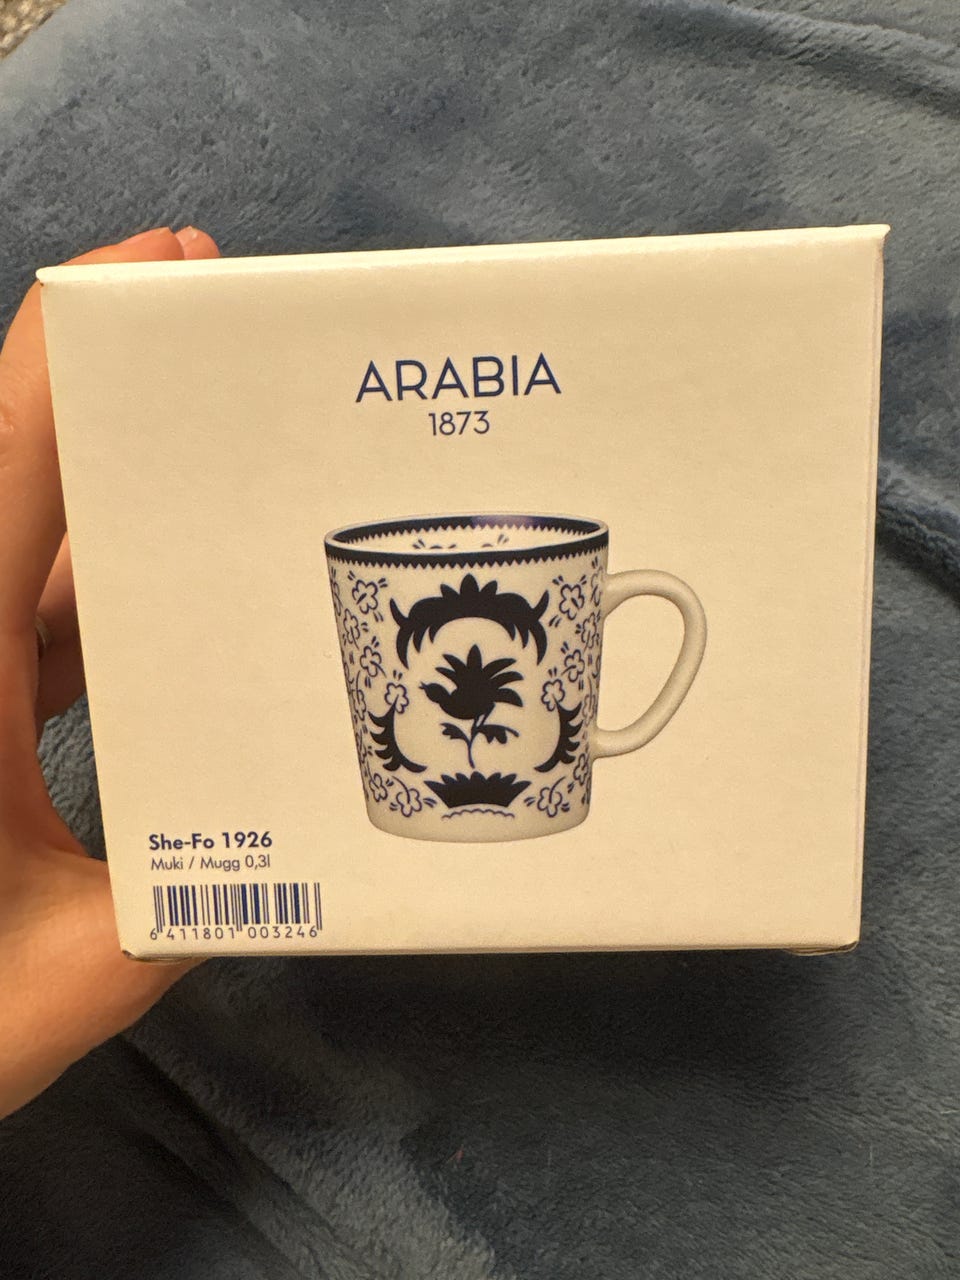 ARABIA
1873
She-Fo 1926
Muki / Mugg 0,3l
6 411801 003246